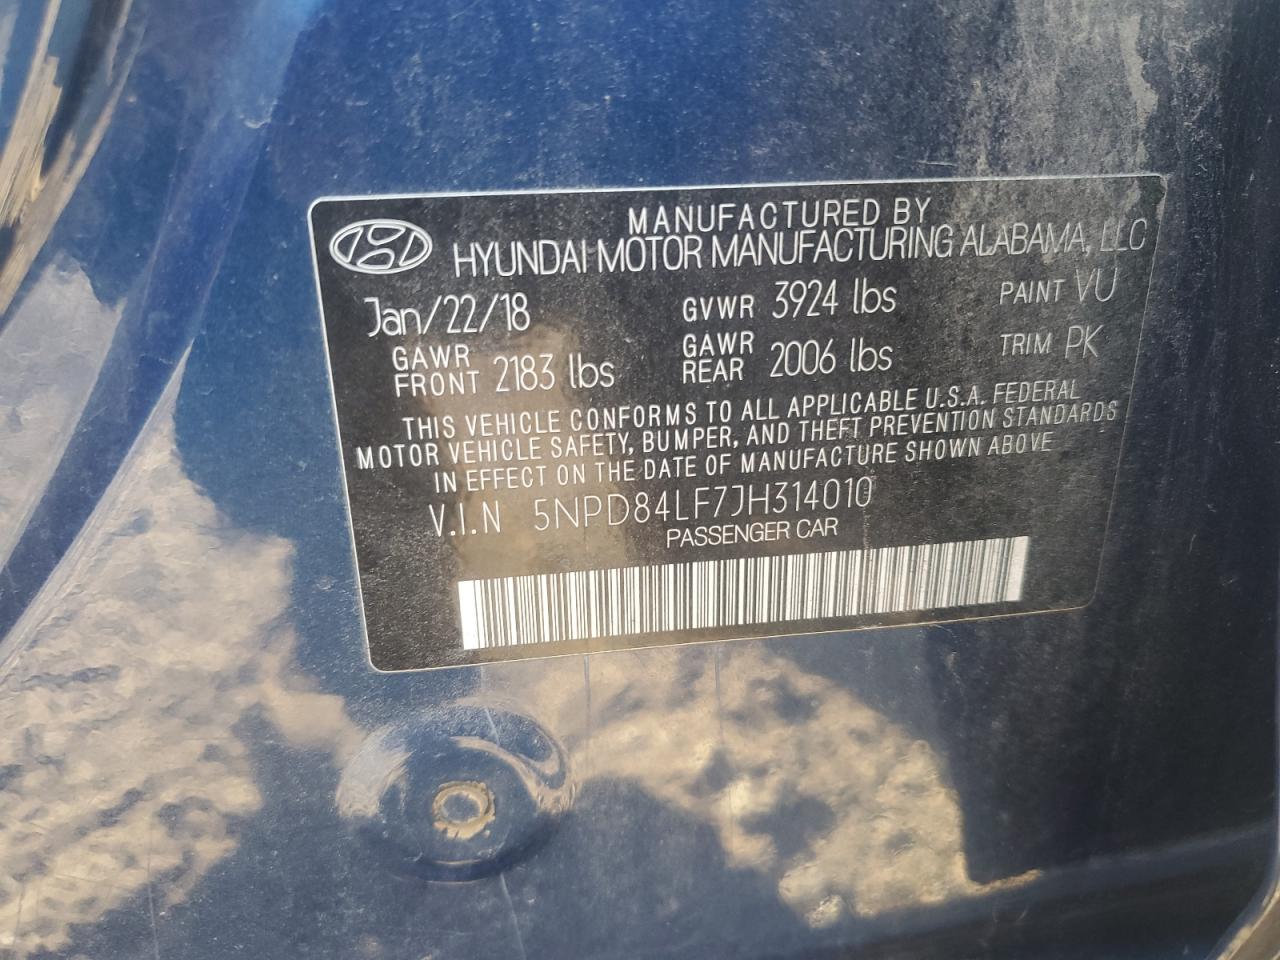 MANUFACTURED BY
HYUNDAI MOTOR MANUFACTURING ALABAMA, LLC
Jan/22/18 GVWR 3924 lbs PAINT VU
GAWR FRONT 2183 lbs GAWR REAR 2006 lbs TRIM PK
THIS VEHICLE CONFORMS TO ALL APPLICABLE U.S.A. FEDERAL
MOTOR VEHICLE SAFETY, BUMPER, AND THEFT PREVENTION STANDARDS
IN EFFECT ON THE DATE OF MANUFACTURE SHOWN ABOVE
V.I.N 5NPD84LF7JH314010
PASSENGER CAR